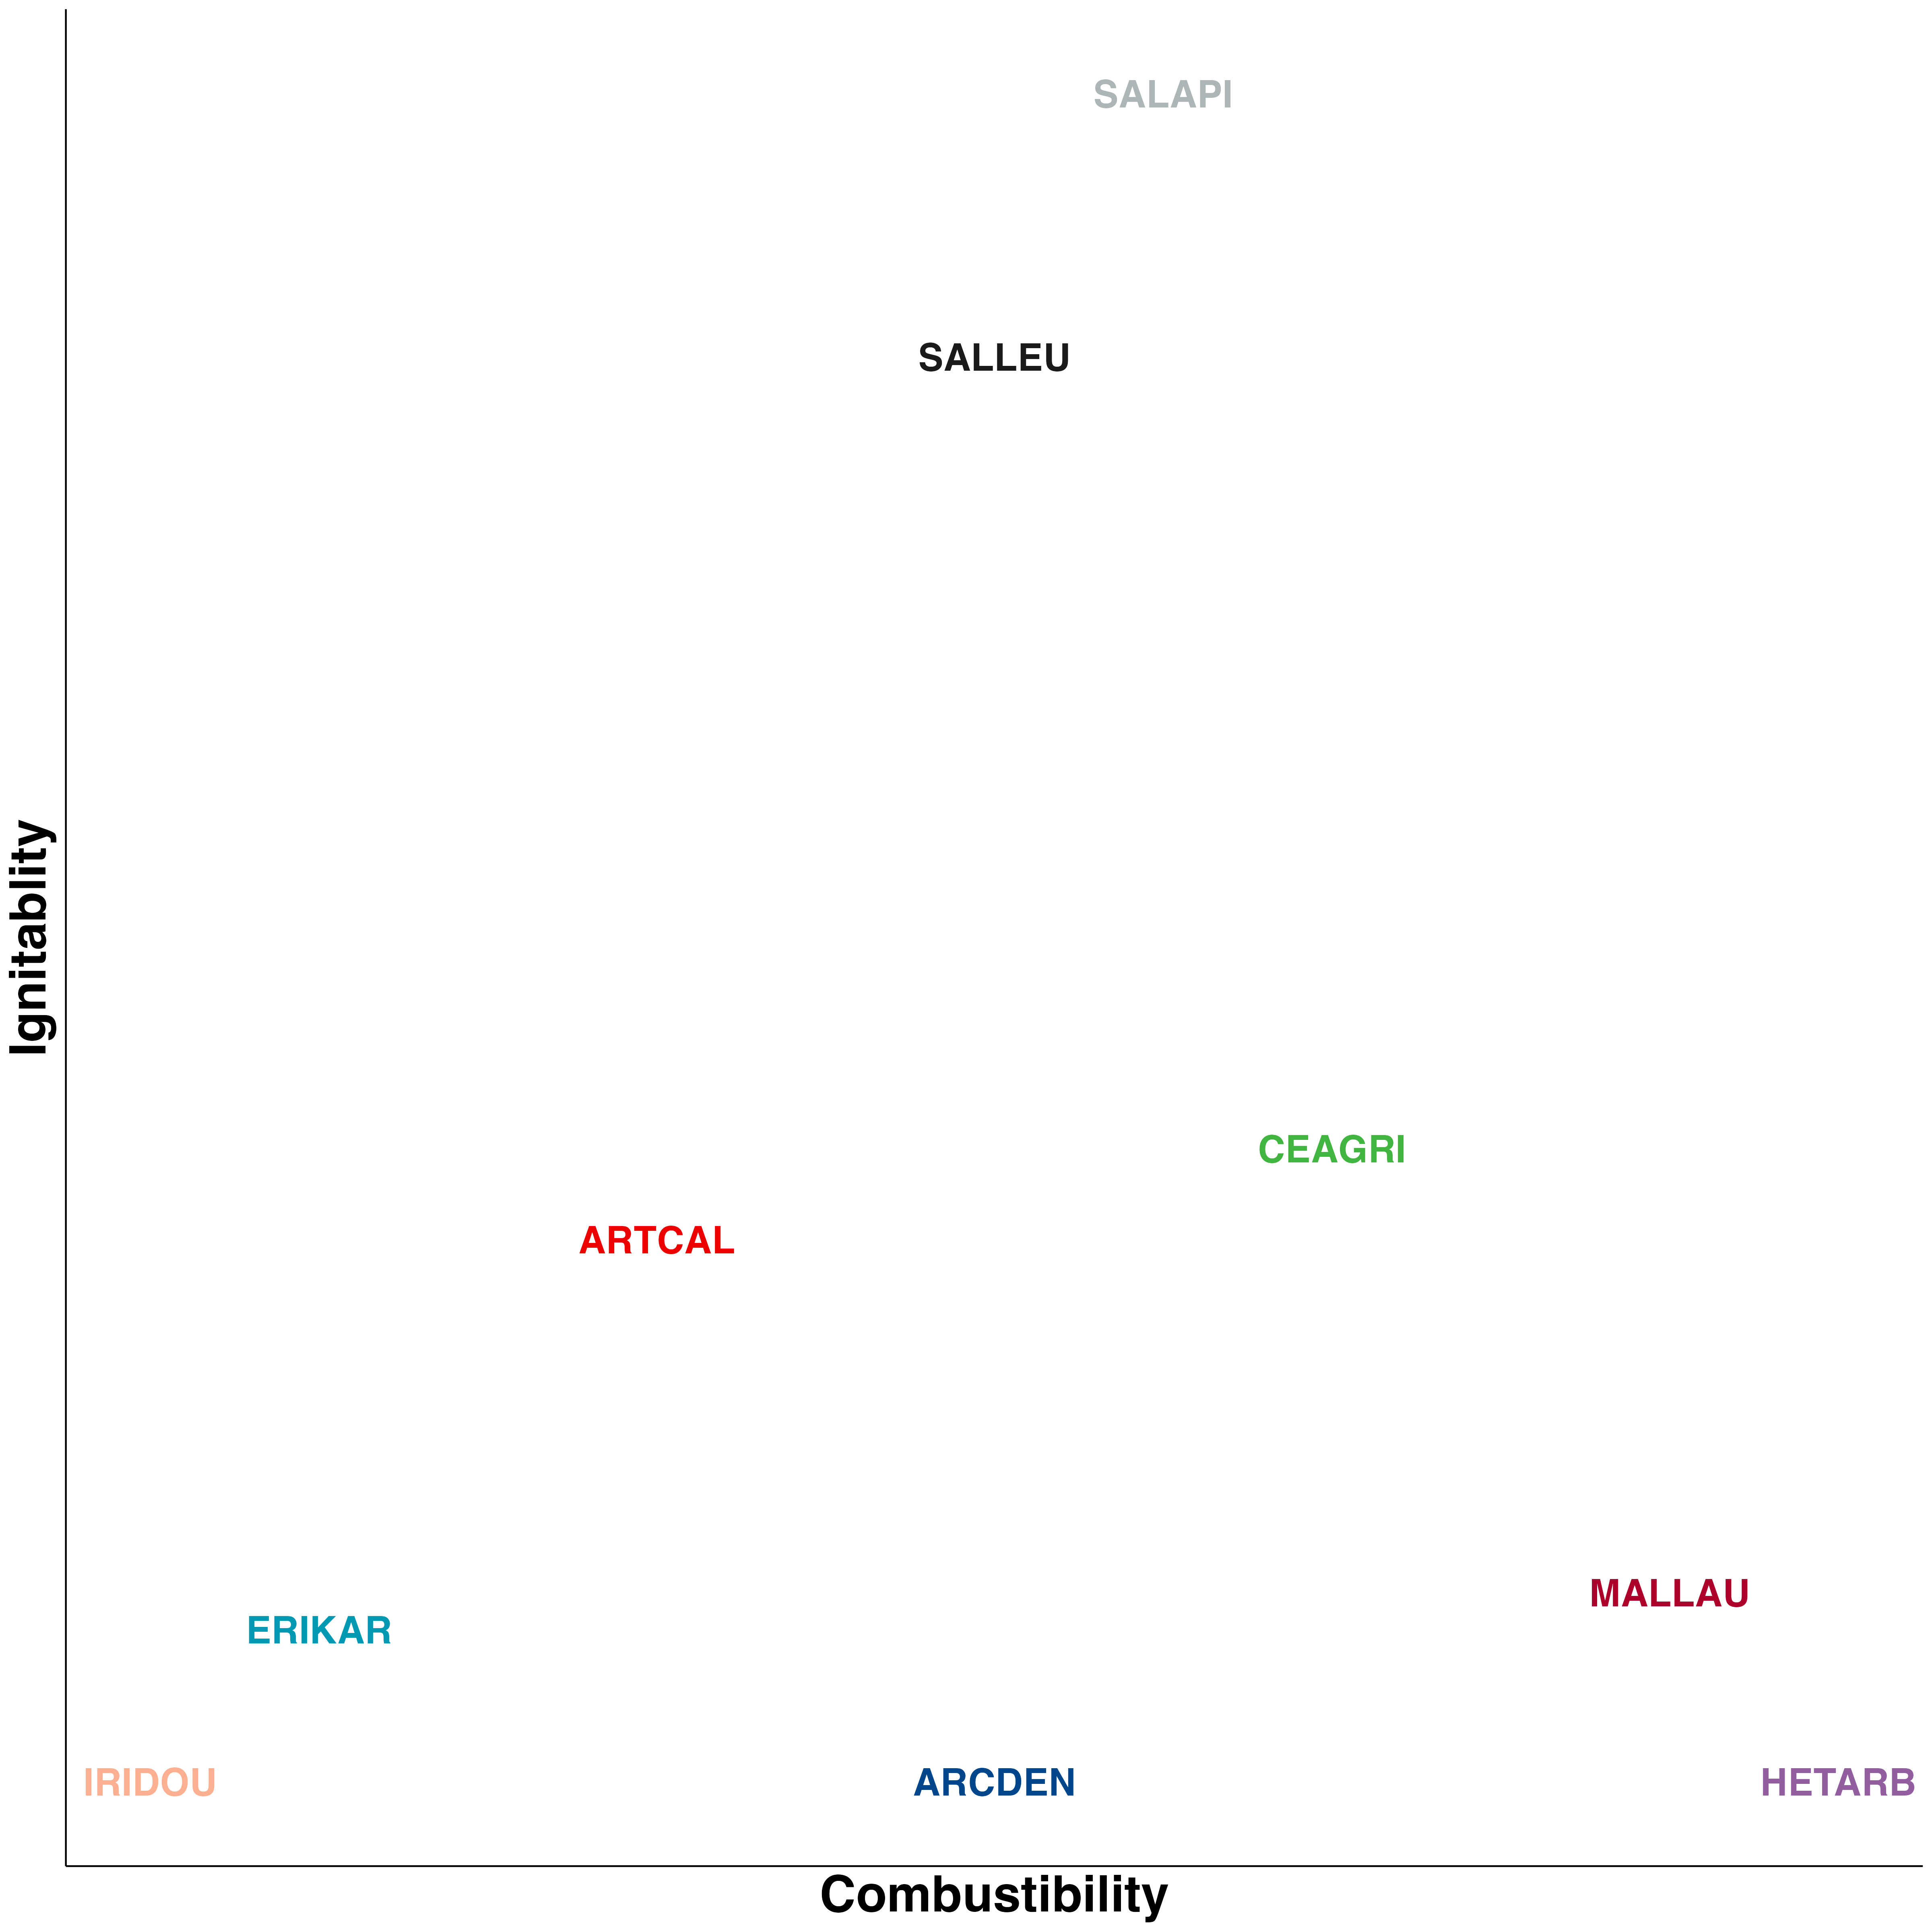 SALAPI
SALLEU
Ignitablity
CEAGRI
ARTCAL
MALLAU
ERIKAR
IRIDOU
ARCDEN
HETARB
Combustibility